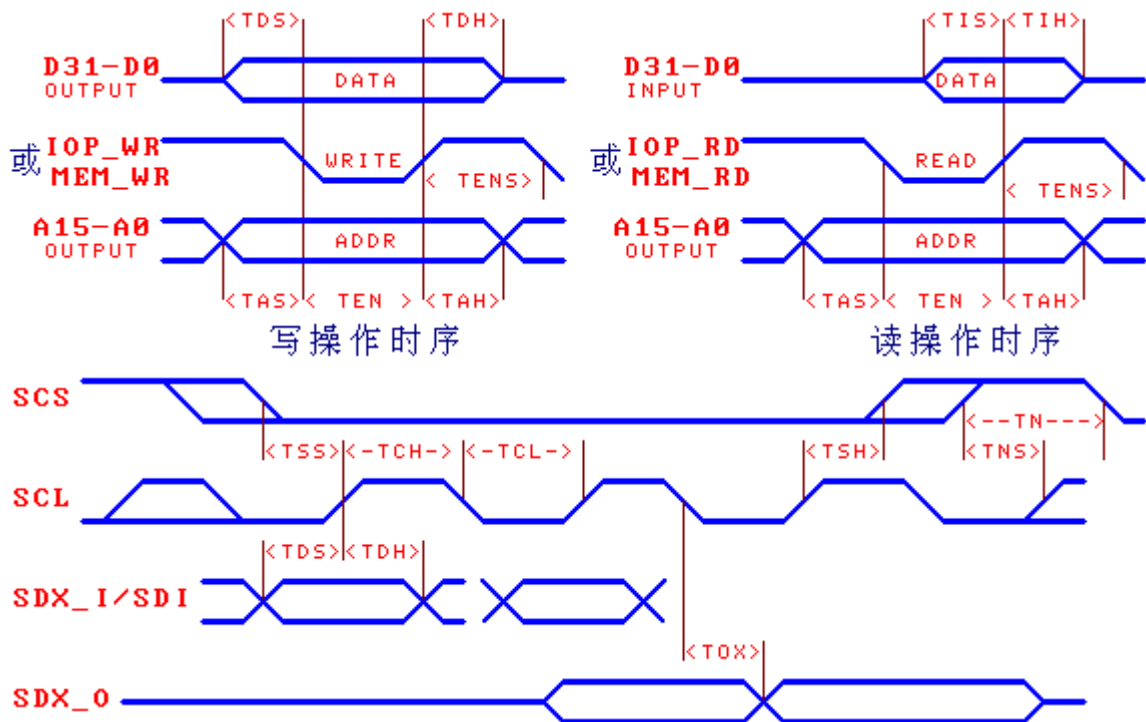 <TDS> <TDH> <TIS> <TIH>
D31-D0 DATA D31-D0 DATA
OUTPUT INPUT
或 IOP_WR WRITE 或 IOP_RD READ
MEM_WR < TENS> MEM_RD < TENS>
A15-A0 ADDR A15-A0 ADDR
OUTPUT OUTPUT
<TAS> < TEN > <TAH> <TAS> < TEN > <TAH>
写操作时序 读操作时序
SCS --TN--->
<TSS> <-TCH-> <-TCL-> <TSH> <TNS>
SCL
<TDS> <TDH>
SDX_I/SDI
<TOX>
SDX_O